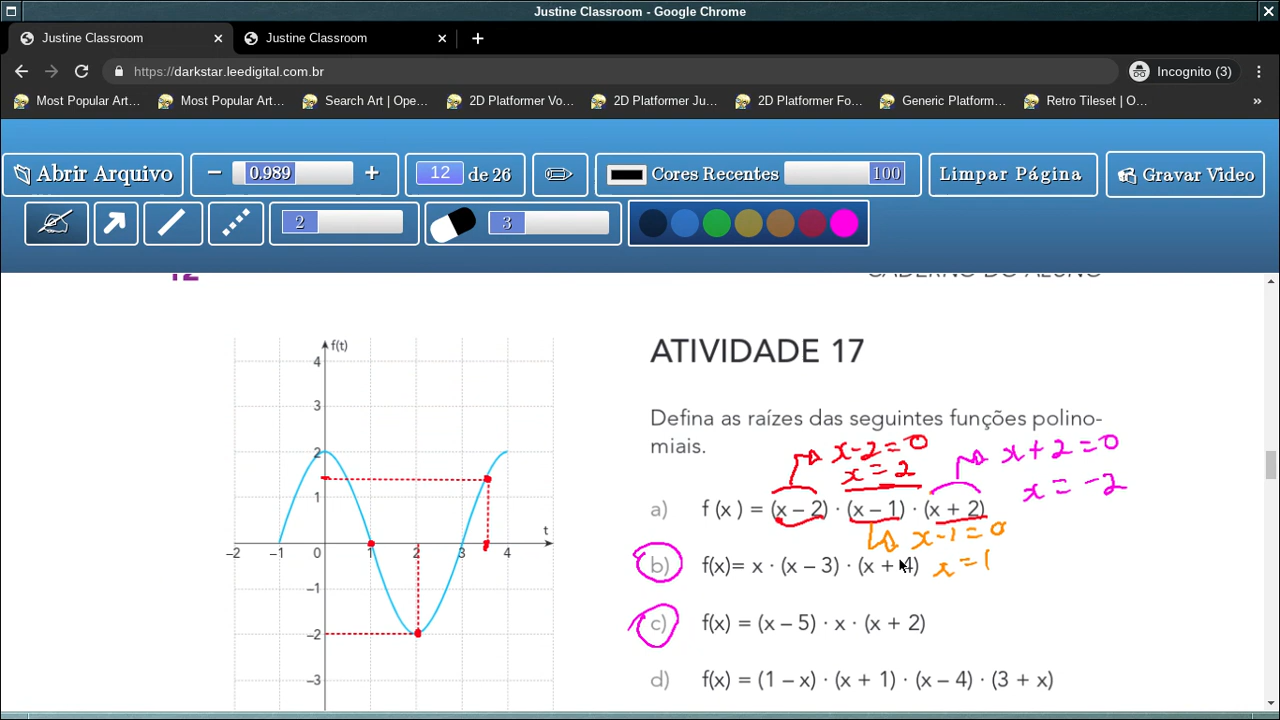 Justine Classroom - Google Chrome
Justine Classroom
Justine Classroom
https://darkstar.leedigital.com.br
Incognito (3)
Most Popular Art...
Most Popular Art...
Search Art | Ope...
2D Platformer Vo...
2D Platformer Ju...
2D Platformer Fo...
Generic Platform...
Retro Tileset | O...
»
Abrir Arquivo
− 0.989 +
12 de 26
Cores Recentes 100
Limpar Página
Gravar Video
2
3
12
CADERNO DO ALUNO
f(t)
4
3
2
1
t
−2 −1 0 1 2 3 4
−1
−2
−3
ATIVIDADE 17
Defina as raízes das seguintes funções polino-
miais.
x-2=0
x = 2
x+2=0
x = -2
a) f (x ) = (x – 2) · (x – 1) · (x + 2)
x-1=0
x=1
b) f(x)= x · (x – 3) · (x + 4)
c) f(x) = (x – 5) · x · (x + 2)
d) f(x) = (1 – x) · (x + 1) · (x – 4) · (3 + x)